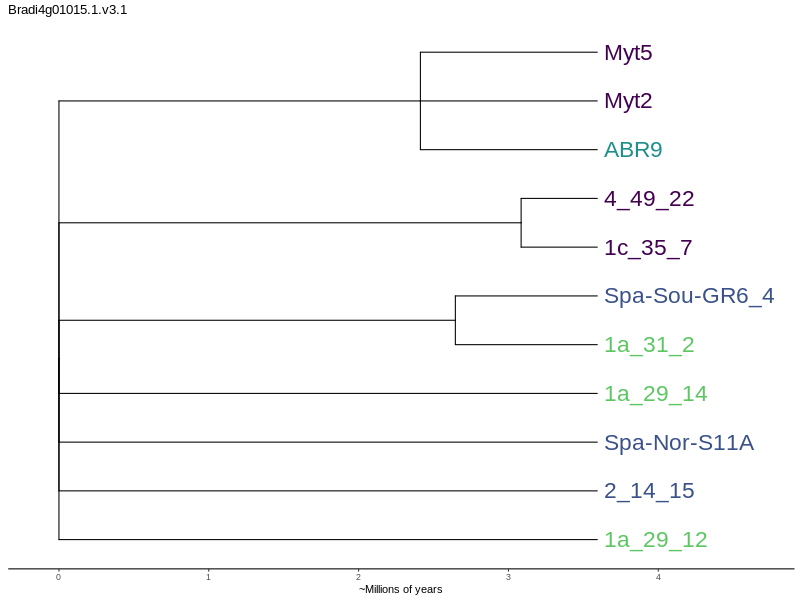 Bradi4g01015.1.v3.1
Myt5
Myt2
ABR9
4_49_22
1c_35_7
Spa-Sou-GR6_4
1a_31_2
1a_29_14
Spa-Nor-S11A
2_14_15
1a_29_12
0 1 2 3 4
~Millions of years